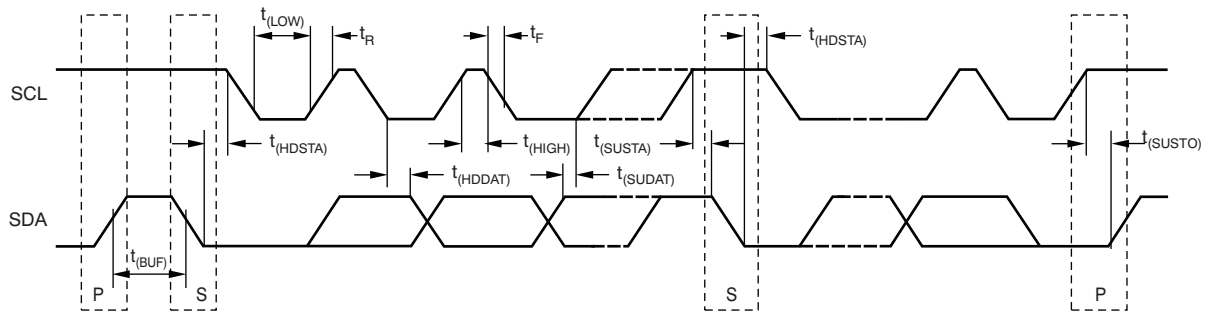 t(LOW)
tR
tF
t(HDSTA)
SCL
t(HDSTA)
t(HIGH)
t(SUSTA)
t(SUSTO)
t(HDDAT)
t(SUDAT)
SDA
t(BUF)
P
S
S
P